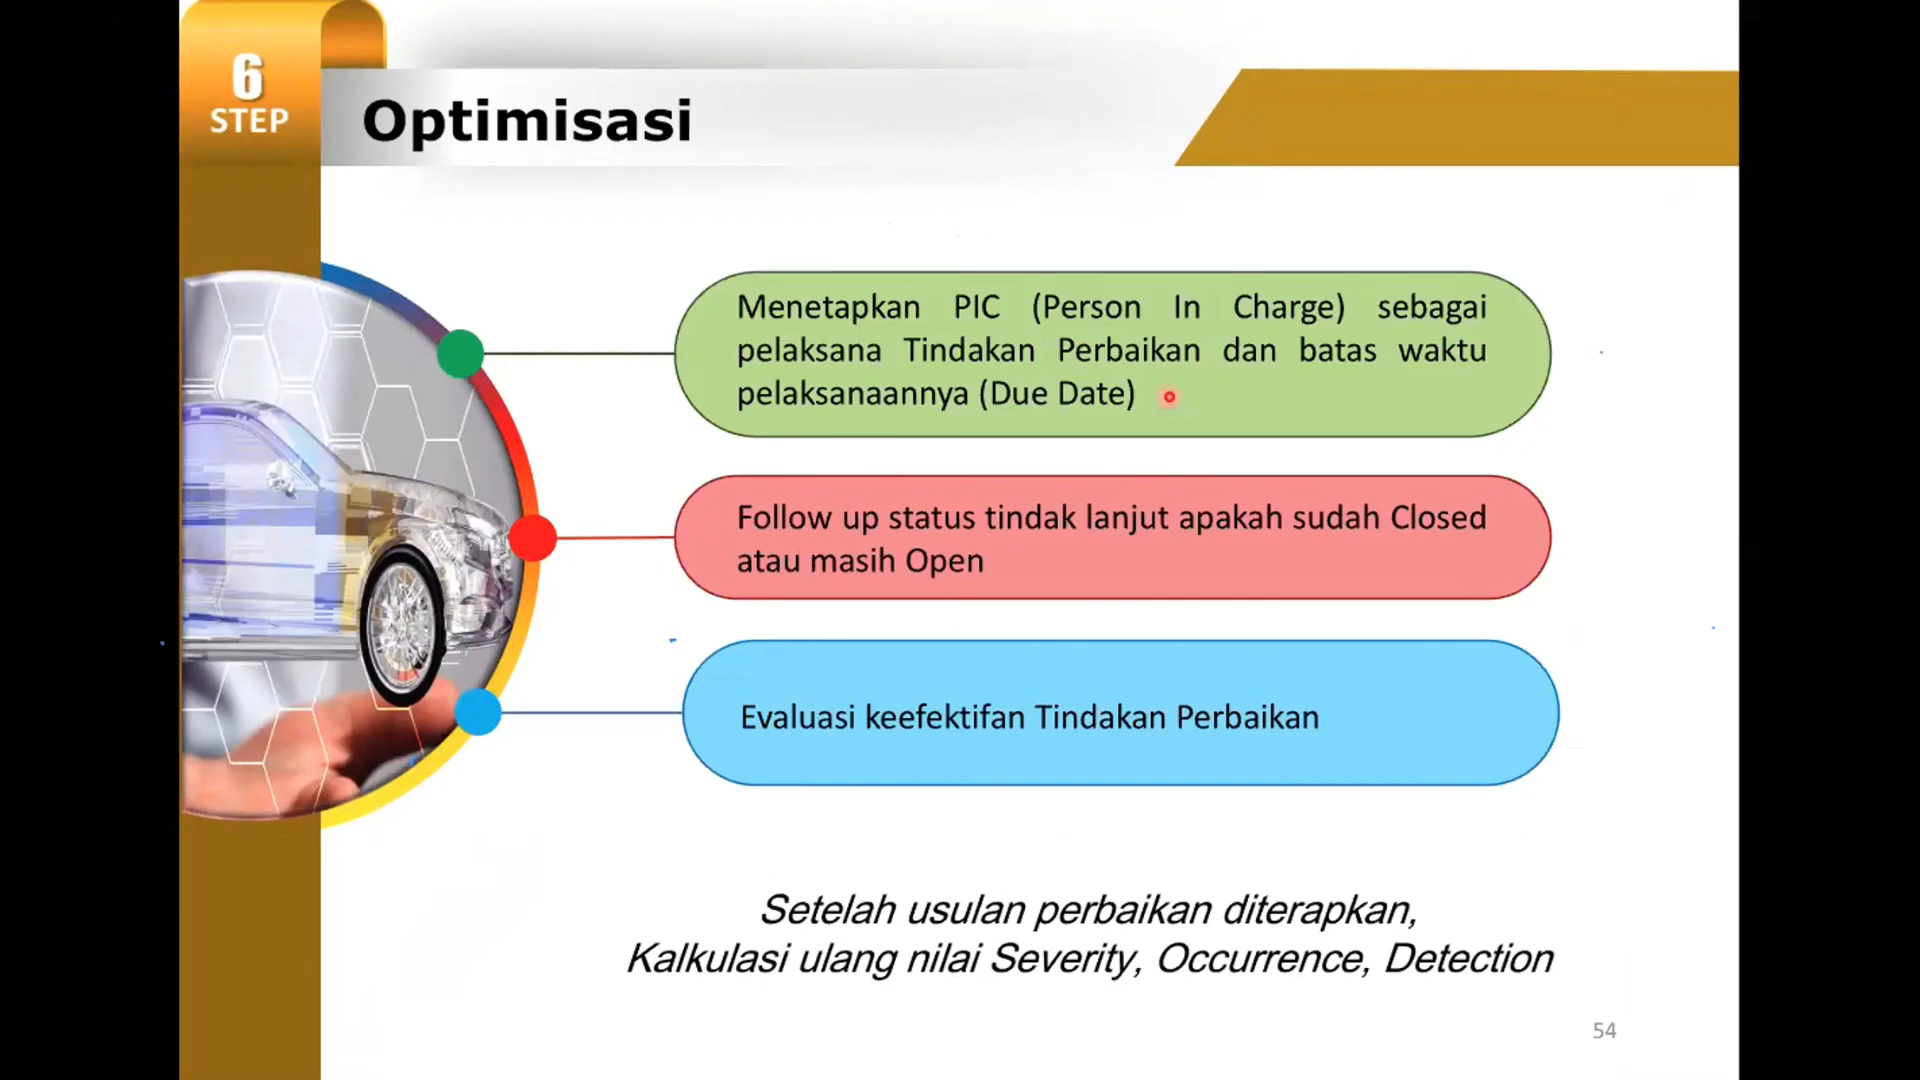 6
STEP
Optimisasi
Menetapkan PIC (Person In Charge) sebagai
pelaksana Tindakan Perbaikan dan batas waktu
pelaksanaannya (Due Date)
Follow up status tindak lanjut apakah sudah Closed
atau masih Open
Evaluasi keefektifan Tindakan Perbaikan
Setelah usulan perbaikan diterapkan,
Kalkulasi ulang nilai Severity, Occurrence, Detection
54